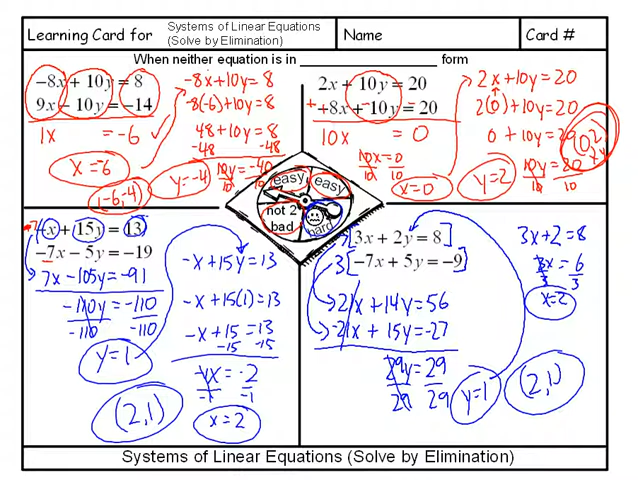 Learning Card for
Systems of Linear Equations
(Solve by Elimination)
Name
Card #
When neither equation is in ____________________ form
-8x + 10y = 8
9x - 10y = -14
1x = -6
x = -6
(-6,-4)
-8x+10y = 8
-8(-6)+10y = 8
48+10y = 8
-48 -48
10y = -40
10 10
y = -4
2x + 10y = 20
+ +8x + -10y = 20
10x = 0
10x = 0
10 10
x = 0
2x+10y = 20
2(0)+10y = 20
0 + 10y = 20
10y = 20
10 10
y = 2
easy
easy
not 2
bad
hard
-x + 15y = 13
-7x - 5y = -19
7x - 105y = -91
-110y = -110
-110 -110
y = 1
(2,1)
-x + 15y = 13
-x + 15(1) = 13
-x + 15 = 13
-15 -15
x = 2
7[3x + 2y = 8]
3[-7x + 5y = -9]
21x + 14y = 56
-21x + 15y = -27
29y = 29
29 29
y = 1
(2,1)
3x+2 = 8
3x = 6
3 3
x = 2
Systems of Linear Equations (Solve by Elimination)